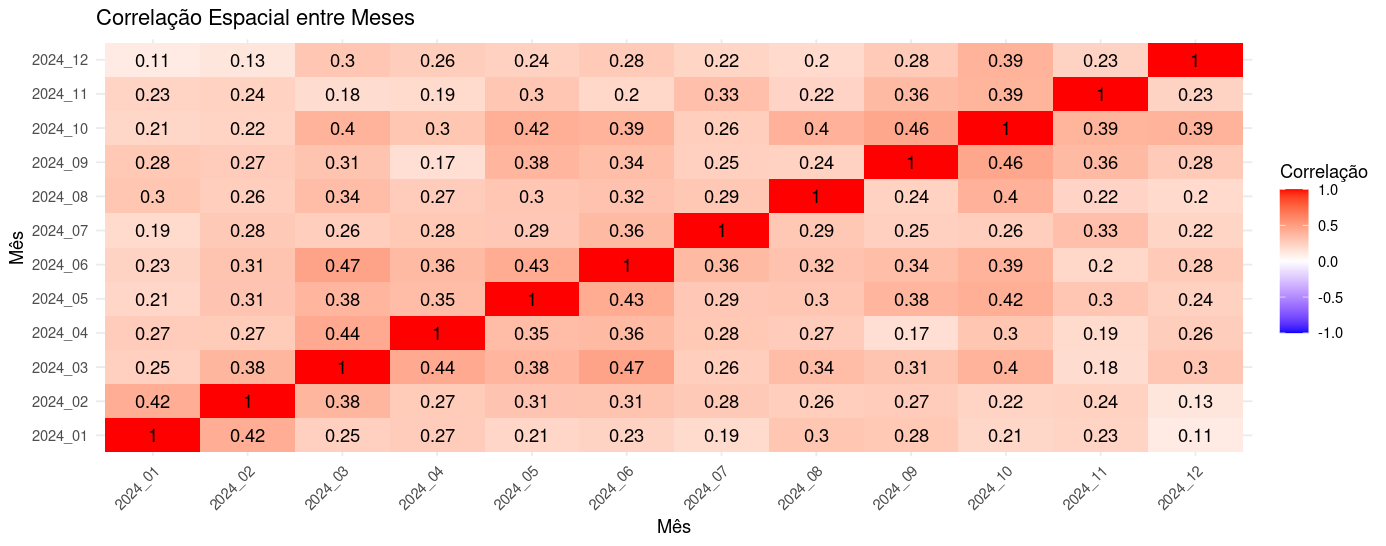 Correlação Espacial entre Meses
Mês
2024_12 0.11 0.13 0.3 0.26 0.24 0.28 0.22 0.2 0.28 0.39 0.23 1
2024_11 0.23 0.24 0.18 0.19 0.3 0.2 0.33 0.22 0.36 0.39 1 0.23
2024_10 0.21 0.22 0.4 0.3 0.42 0.39 0.26 0.4 0.46 1 0.39 0.39
2024_09 0.28 0.27 0.31 0.17 0.38 0.34 0.25 0.24 1 0.46 0.36 0.28
2024_08 0.3 0.26 0.34 0.27 0.3 0.32 0.29 1 0.24 0.4 0.22 0.2
2024_07 0.19 0.28 0.26 0.28 0.29 0.36 1 0.29 0.25 0.26 0.33 0.22
2024_06 0.23 0.31 0.47 0.36 0.43 1 0.36 0.32 0.34 0.39 0.2 0.28
2024_05 0.21 0.31 0.38 0.35 1 0.43 0.29 0.3 0.38 0.42 0.3 0.24
2024_04 0.27 0.27 0.44 1 0.35 0.36 0.28 0.27 0.17 0.3 0.19 0.26
2024_03 0.25 0.38 1 0.44 0.38 0.47 0.26 0.34 0.31 0.4 0.18 0.3
2024_02 0.42 1 0.38 0.27 0.31 0.31 0.28 0.26 0.27 0.22 0.24 0.13
2024_01 1 0.42 0.25 0.27 0.21 0.23 0.19 0.3 0.28 0.21 0.23 0.11
2024_01 2024_02 2024_03 2024_04 2024_05 2024_06 2024_07 2024_08 2024_09 2024_10 2024_11 2024_12
Mês
Correlação
1.0
0.5
0.0
-0.5
-1.0